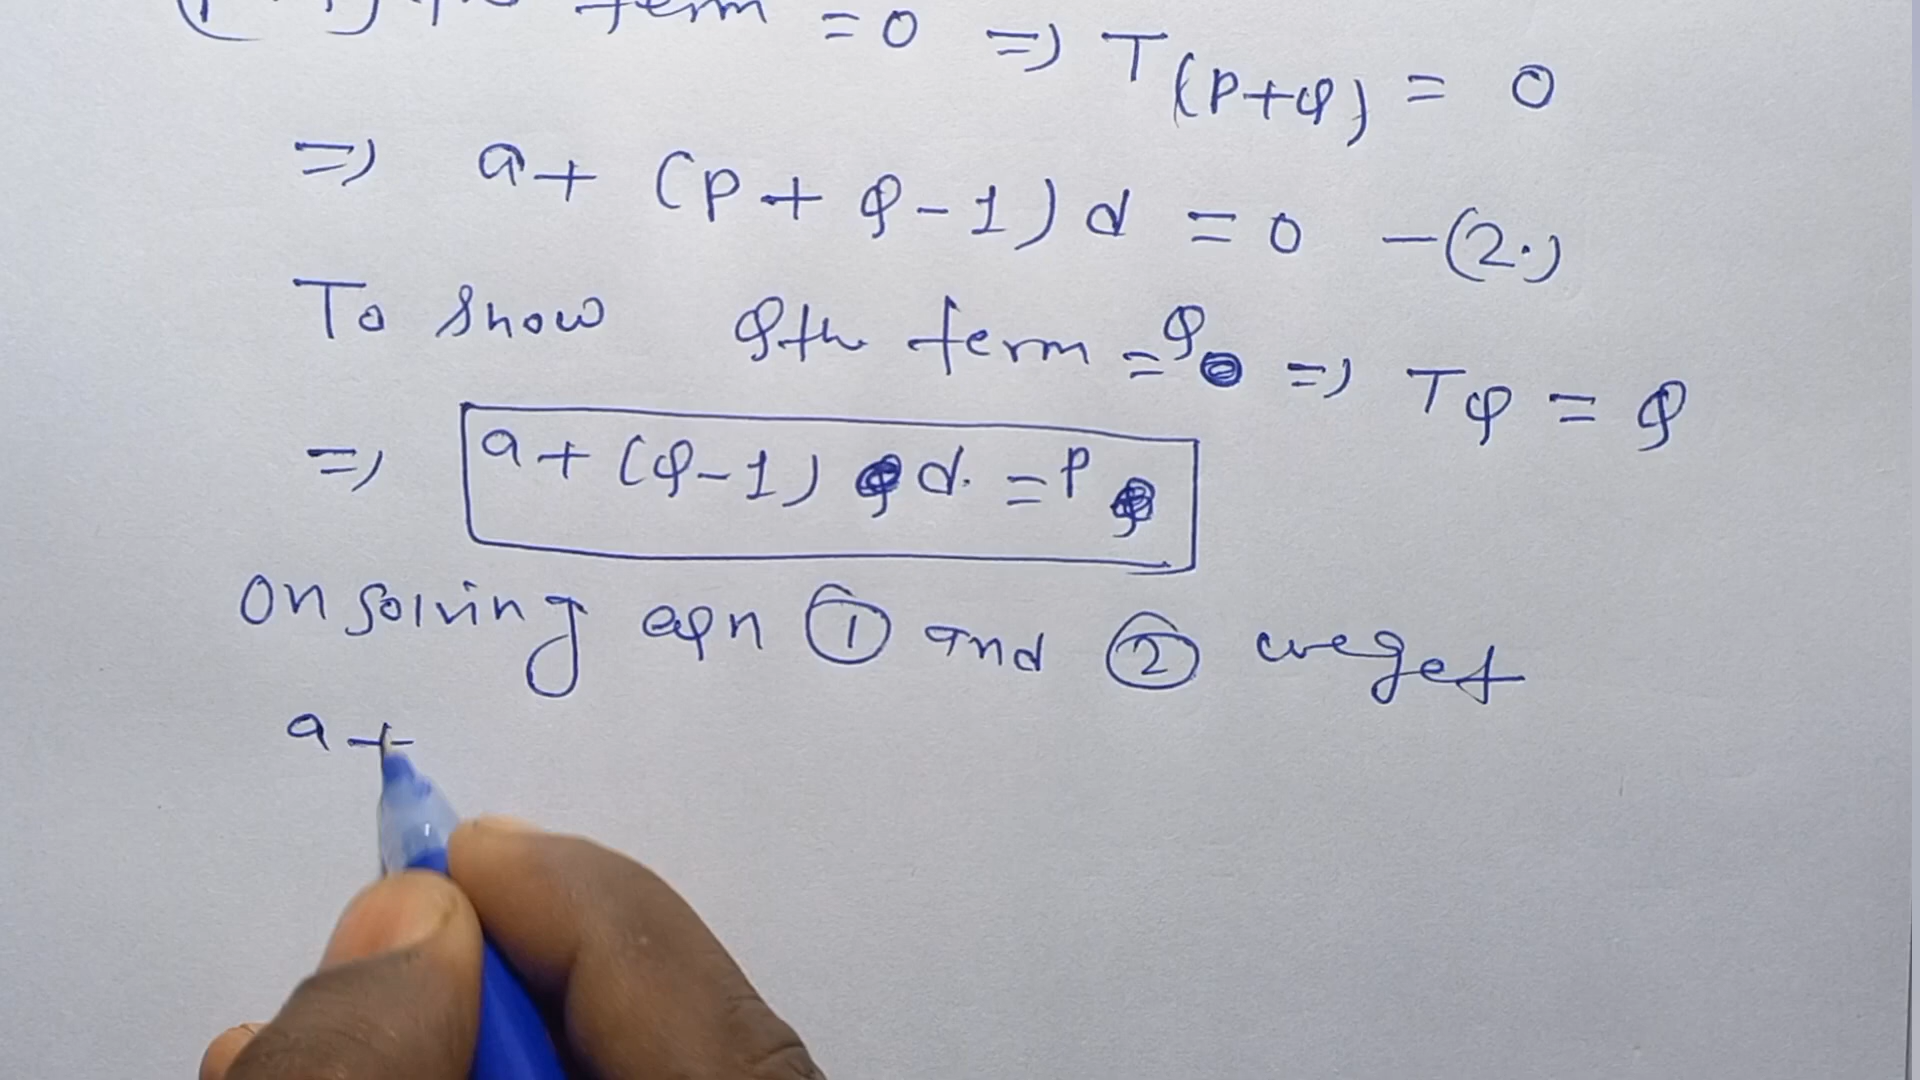 term = 0 => T(P+q) = 0
=> a + (P + q - 1) d = 0 - (2.)
To show qth term = q => Tq = q
=> a + (q - 1) d. = P
on solving eqn ① and ② we get
a +